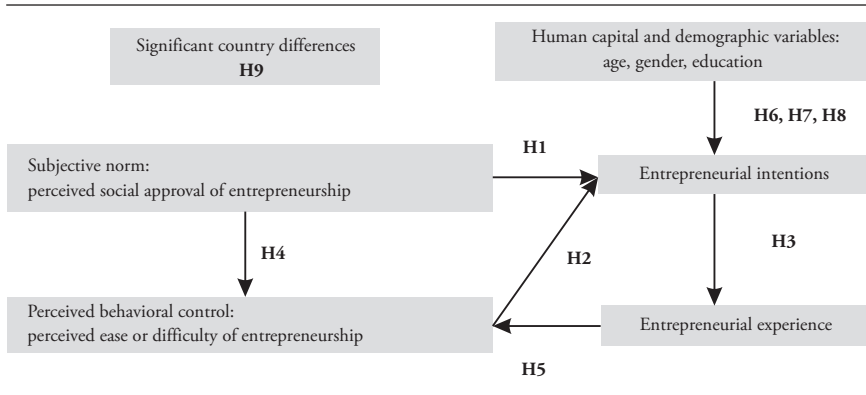 Significant country differences
H9
Human capital and demographic variables:
age, gender, education
H6, H7, H8
H1
Subjective norm:
perceived social approval of entrepreneurship
Entrepreneurial intentions
H4
H2
H3
Perceived behavioral control:
perceived ease or difficulty of entrepreneurship
Entrepreneurial experience
H5